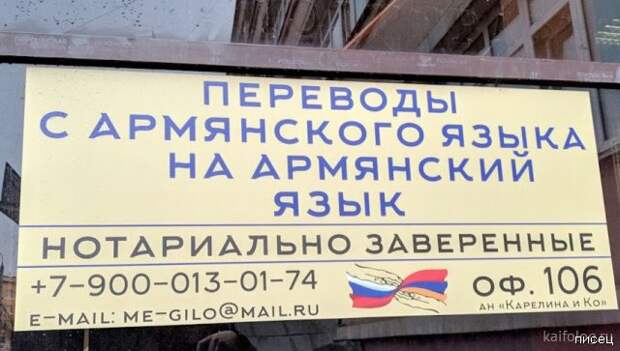 ПЕРЕВОДЫ
С АРМЯНСКОГО ЯЗЫКА
НА АРМЯНСКИЙ
ЯЗЫК
НОТАРИАЛЬНО ЗАВЕРЕННЫЕ
+7-900-013-01-74
E-MAIL: ME-GILO@MAIL.RU
ОФ. 106
АН «КАРЕЛИНА И КО»
писец